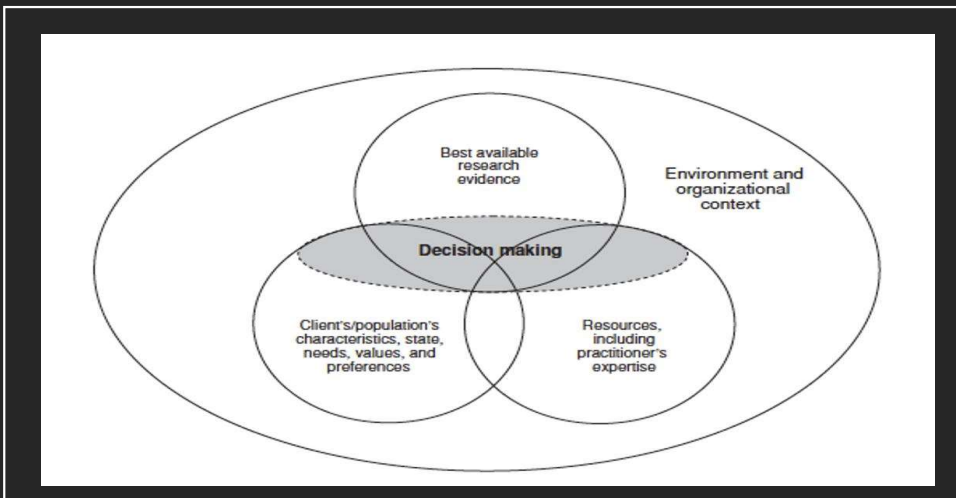 Best available
research
evidence
Environment and
organizational
context
Decision making
Client's/population's
characteristics, state,
needs, values, and
preferences
Resources,
including
practitioner's
expertise